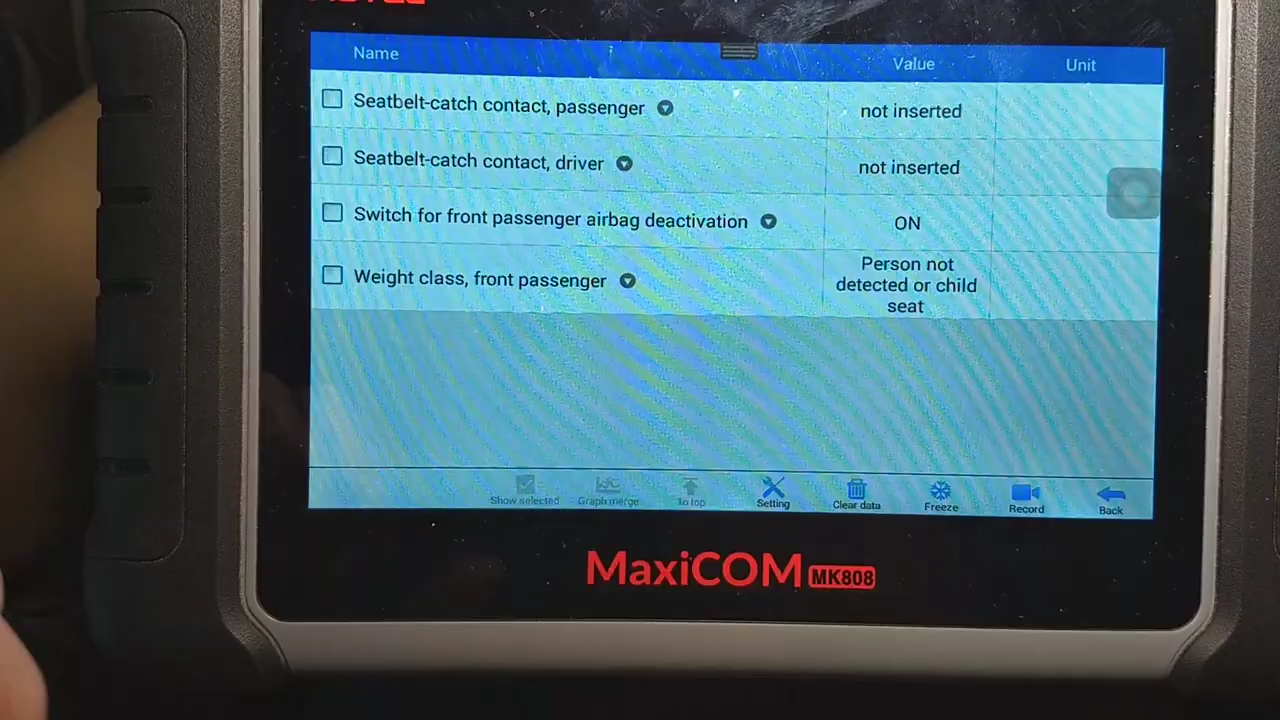 Name Value Unit
Seatbelt-catch contact, passenger not inserted
Seatbelt-catch contact, driver not inserted
Switch for front passenger airbag deactivation ON
Weight class, front passenger Person not
detected or child
seat
Show selected Graph merge To top Setting Clear data Freeze Record Back
MaxiCOM MK808